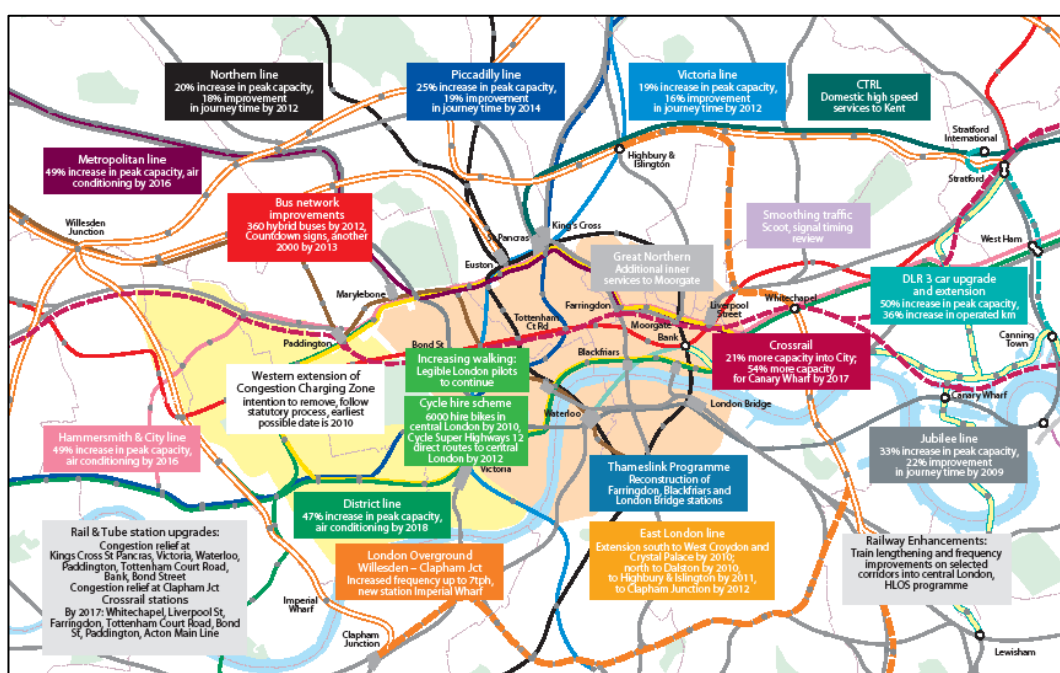 Northern line
20% increase in peak capacity,
18% improvement
in journey time by 2012
Piccadilly line
25% increase in peak capacity,
19% improvement
in journey time by 2014
Victoria line
19% increase in peak capacity,
16% improvement
in journey time by 2012
CTRL
Domestic high speed
services to Kent
Stratford
International
Stratford
Highbury &
Islington
Metropolitan line
49% increase in peak capacity, air
conditioning by 2016
Willesden
Junction
Bus network
improvements
360 hybrid buses by 2012,
Countdown signs, another
2000 by 2013
King's Cross
St Pancras
Euston
Smoothing traffic
Scoot, signal timing
review
West Ham
Great Northern
Additional inner
services to Moorgate
DLR 3 car upgrade
and extension
50% increase in peak capacity,
36% increase in operated km
Marylebone
Farringdon
Liverpool
Street
Whitechapel
Tottenham
Ct Rd
Moorgate
Bank
Paddington
Bond St
Blackfriars
Canning
Town
Crossrail
21% more capacity into City;
54% more capacity
for Canary Wharf by 2017
Increasing walking:
Legible London pilots
to continue
Western extension of
Congestion Charging Zone
intention to remove, follow
statutory process, earliest
possible date is 2010
Cycle hire scheme
6000 hire bikes in
central London by 2010,
Cycle Super Highways 12
direct routes to central
London by 2012
Waterloo
London Bridge
Canary Wharf
Hammersmith & City line
49% increase in peak capacity,
air conditioning by 2016
Jubilee line
33% increase in peak capacity,
22% improvement
in journey time by 2009
Victoria
Thameslink Programme
Reconstruction of
Farringdon, Blackfriars and
London Bridge stations
District line
47% increase in peak capacity,
air conditioning by 2018
Rail & Tube station upgrades:
Congestion relief at
Kings Cross St Pancras, Victoria, Waterloo,
Paddington, Tottenham Court Road,
Bank, Bond Street
Congestion relief at Clapham Jct
Crossrail stations
By 2017: Whitechapel, Liverpool St,
Farringdon, Tottenham Court Road, Bond
St, Paddington, Acton Main Line
London Overground
Willesden – Clapham Jct
Increased frequency up to 7tph,
new station Imperial Wharf
East London line
Extension south to West Croydon and
Crystal Palace by 2010;
north to Dalston by 2010,
to Highbury & Islington by 2011,
to Clapham Junction by 2012
Railway Enhancements:
Train lengthening and frequency
improvements on selected
corridors into central London,
HLOS programme
Imperial
Wharf
Clapham
Junction
Lewisham